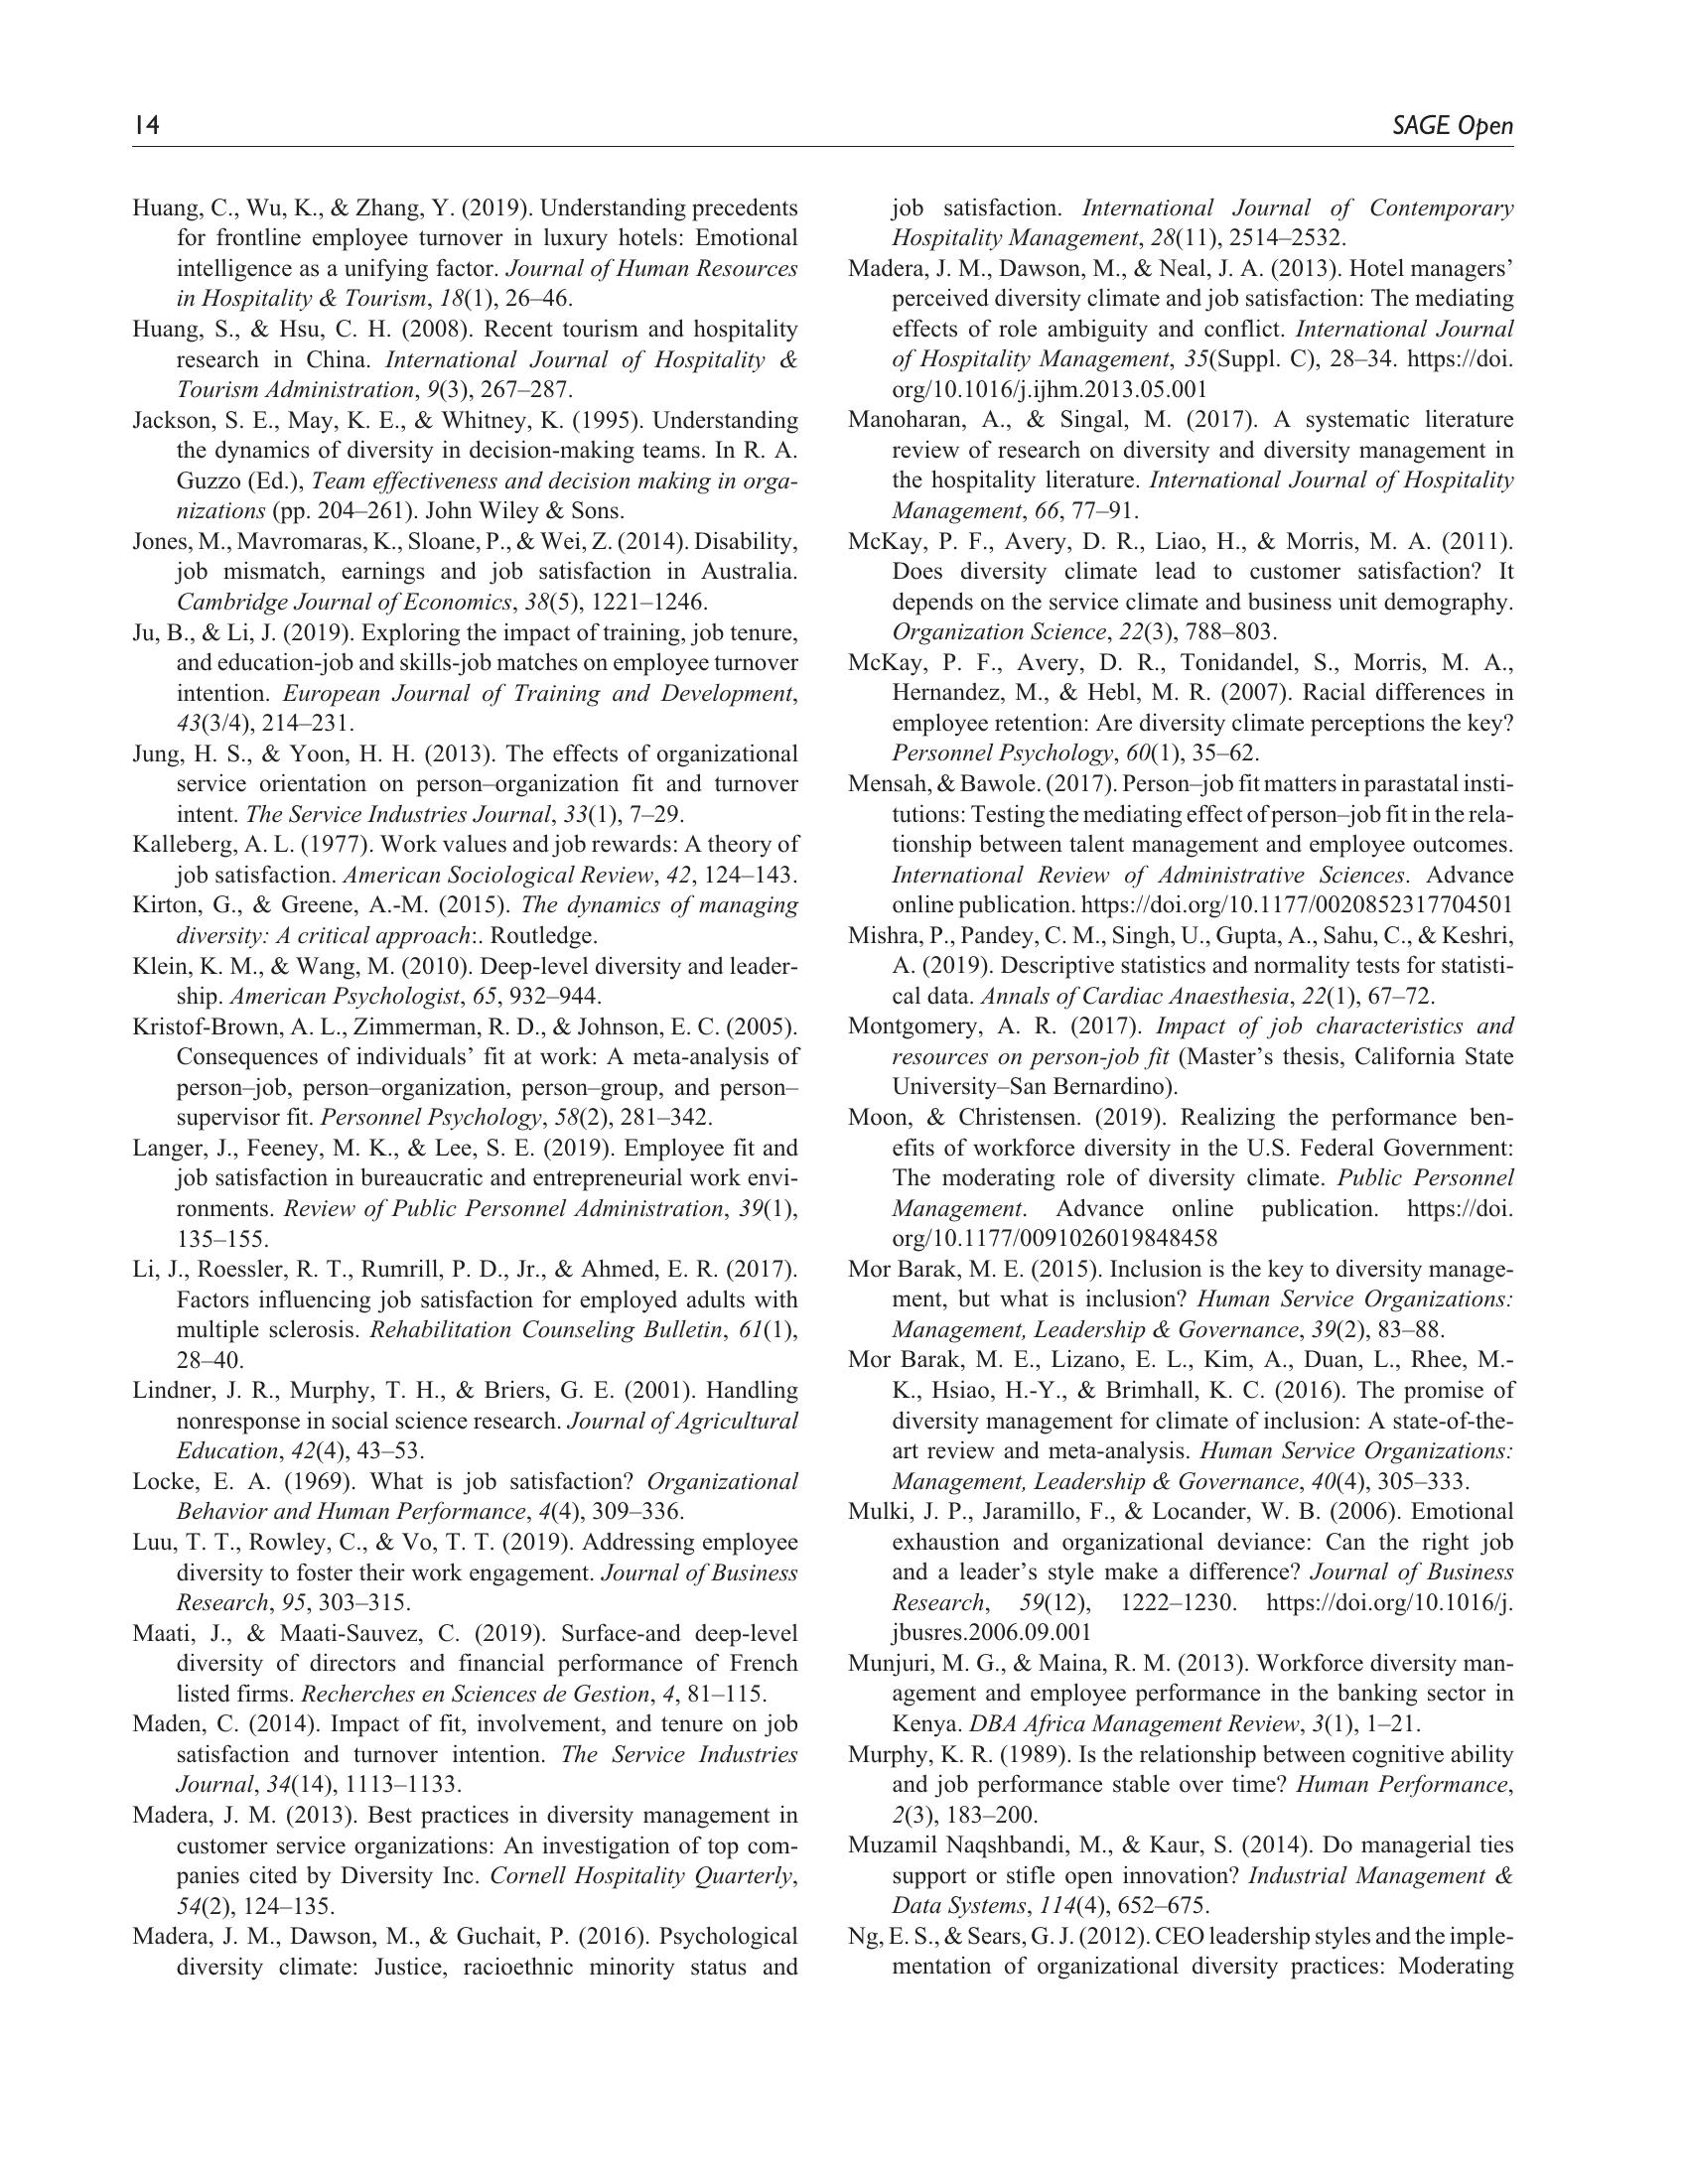 14
SAGE Open
Huang, C., Wu, K., & Zhang, Y. (2019). Understanding precedents
for frontline employee turnover in luxury hotels: Emotional
intelligence as a unifying factor. Journal of Human Resources
in Hospitality & Tourism, 18(1), 26–46.
Huang, S., & Hsu, C. H. (2008). Recent tourism and hospitality
research in China. International Journal of Hospitality &
Tourism Administration, 9(3), 267–287.
Jackson, S. E., May, K. E., & Whitney, K. (1995). Understanding
the dynamics of diversity in decision-making teams. In R. A.
Guzzo (Ed.), Team effectiveness and decision making in orga-
nizations (pp. 204–261). John Wiley & Sons.
Jones, M., Mavromaras, K., Sloane, P., & Wei, Z. (2014). Disability,
job mismatch, earnings and job satisfaction in Australia.
Cambridge Journal of Economics, 38(5), 1221–1246.
Ju, B., & Li, J. (2019). Exploring the impact of training, job tenure,
and education-job and skills-job matches on employee turnover
intention. European Journal of Training and Development,
43(3/4), 214–231.
Jung, H. S., & Yoon, H. H. (2013). The effects of organizational
service orientation on person–organization fit and turnover
intent. The Service Industries Journal, 33(1), 7–29.
Kalleberg, A. L. (1977). Work values and job rewards: A theory of
job satisfaction. American Sociological Review, 42, 124–143.
Kirton, G., & Greene, A.-M. (2015). The dynamics of managing
diversity: A critical approach:. Routledge.
Klein, K. M., & Wang, M. (2010). Deep-level diversity and leader-
ship. American Psychologist, 65, 932–944.
Kristof-Brown, A. L., Zimmerman, R. D., & Johnson, E. C. (2005).
Consequences of individuals’ fit at work: A meta-analysis of
person–job, person–organization, person–group, and person–
supervisor fit. Personnel Psychology, 58(2), 281–342.
Langer, J., Feeney, M. K., & Lee, S. E. (2019). Employee fit and
job satisfaction in bureaucratic and entrepreneurial work envi-
ronments. Review of Public Personnel Administration, 39(1),
135–155.
Li, J., Roessler, R. T., Rumrill, P. D., Jr., & Ahmed, E. R. (2017).
Factors influencing job satisfaction for employed adults with
multiple sclerosis. Rehabilitation Counseling Bulletin, 61(1),
28–40.
Lindner, J. R., Murphy, T. H., & Briers, G. E. (2001). Handling
nonresponse in social science research. Journal of Agricultural
Education, 42(4), 43–53.
Locke, E. A. (1969). What is job satisfaction? Organizational
Behavior and Human Performance, 4(4), 309–336.
Luu, T. T., Rowley, C., & Vo, T. T. (2019). Addressing employee
diversity to foster their work engagement. Journal of Business
Research, 95, 303–315.
Maati, J., & Maati-Sauvez, C. (2019). Surface-and deep-level
diversity of directors and financial performance of French
listed firms. Recherches en Sciences de Gestion, 4, 81–115.
Maden, C. (2014). Impact of fit, involvement, and tenure on job
satisfaction and turnover intention. The Service Industries
Journal, 34(14), 1113–1133.
Madera, J. M. (2013). Best practices in diversity management in
customer service organizations: An investigation of top com-
panies cited by Diversity Inc. Cornell Hospitality Quarterly,
54(2), 124–135.
Madera, J. M., Dawson, M., & Guchait, P. (2016). Psychological
diversity climate: Justice, racioethnic minority status and
job satisfaction. International Journal of Contemporary
Hospitality Management, 28(11), 2514–2532.
Madera, J. M., Dawson, M., & Neal, J. A. (2013). Hotel managers’
perceived diversity climate and job satisfaction: The mediating
effects of role ambiguity and conflict. International Journal
of Hospitality Management, 35(Suppl. C), 28–34. https://doi.
org/10.1016/j.ijhm.2013.05.001
Manoharan, A., & Singal, M. (2017). A systematic literature
review of research on diversity and diversity management in
the hospitality literature. International Journal of Hospitality
Management, 66, 77–91.
McKay, P. F., Avery, D. R., Liao, H., & Morris, M. A. (2011).
Does diversity climate lead to customer satisfaction? It
depends on the service climate and business unit demography.
Organization Science, 22(3), 788–803.
McKay, P. F., Avery, D. R., Tonidandel, S., Morris, M. A.,
Hernandez, M., & Hebl, M. R. (2007). Racial differences in
employee retention: Are diversity climate perceptions the key?
Personnel Psychology, 60(1), 35–62.
Mensah, & Bawole. (2017). Person–job fit matters in parastatal insti-
tutions: Testing the mediating effect of person–job fit in the rela-
tionship between talent management and employee outcomes.
International Review of Administrative Sciences. Advance
online publication. https://doi.org/10.1177/0020852317704501
Mishra, P., Pandey, C. M., Singh, U., Gupta, A., Sahu, C., & Keshri,
A. (2019). Descriptive statistics and normality tests for statisti-
cal data. Annals of Cardiac Anaesthesia, 22(1), 67–72.
Montgomery, A. R. (2017). Impact of job characteristics and
resources on person-job fit (Master’s thesis, California State
University–San Bernardino).
Moon, & Christensen. (2019). Realizing the performance ben-
efits of workforce diversity in the U.S. Federal Government:
The moderating role of diversity climate. Public Personnel
Management. Advance online publication. https://doi.
org/10.1177/0091026019848458
Mor Barak, M. E. (2015). Inclusion is the key to diversity manage-
ment, but what is inclusion? Human Service Organizations:
Management, Leadership & Governance, 39(2), 83–88.
Mor Barak, M. E., Lizano, E. L., Kim, A., Duan, L., Rhee, M.-
K., Hsiao, H.-Y., & Brimhall, K. C. (2016). The promise of
diversity management for climate of inclusion: A state-of-the-
art review and meta-analysis. Human Service Organizations:
Management, Leadership & Governance, 40(4), 305–333.
Mulki, J. P., Jaramillo, F., & Locander, W. B. (2006). Emotional
exhaustion and organizational deviance: Can the right job
and a leader’s style make a difference? Journal of Business
Research, 59(12), 1222–1230. https://doi.org/10.1016/j.
jbusres.2006.09.001
Munjuri, M. G., & Maina, R. M. (2013). Workforce diversity man-
agement and employee performance in the banking sector in
Kenya. DBA Africa Management Review, 3(1), 1–21.
Murphy, K. R. (1989). Is the relationship between cognitive ability
and job performance stable over time? Human Performance,
2(3), 183–200.
Muzamil Naqshbandi, M., & Kaur, S. (2014). Do managerial ties
support or stifle open innovation? Industrial Management &
Data Systems, 114(4), 652–675.
Ng, E. S., & Sears, G. J. (2012). CEO leadership styles and the imple-
mentation of organizational diversity practices: Moderating